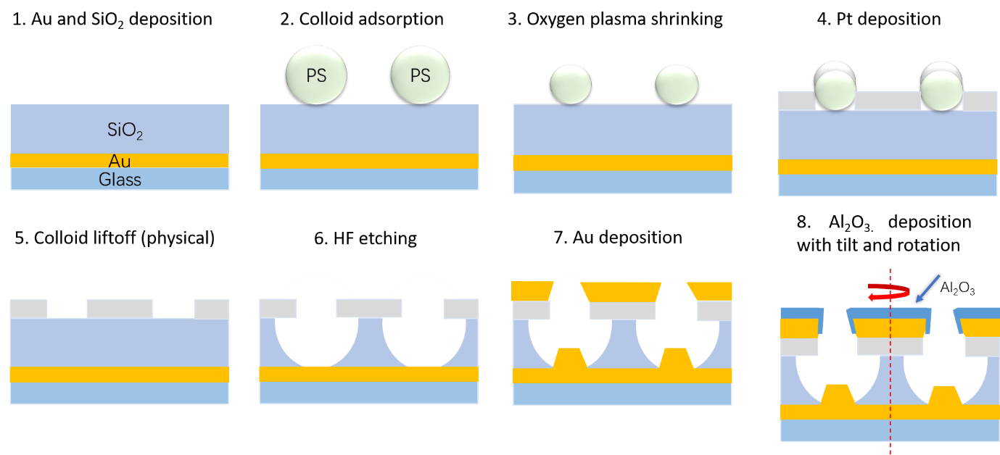 1. Au and SiO₂ deposition
2. Colloid adsorption
3. Oxygen plasma shrinking
4. Pt deposition
PS
PS
SiO₂
Au
Glass
5. Colloid liftoff (physical)
6. HF etching
7. Au deposition
8. Al₂O₃. deposition
with tilt and rotation
Al₂O₃